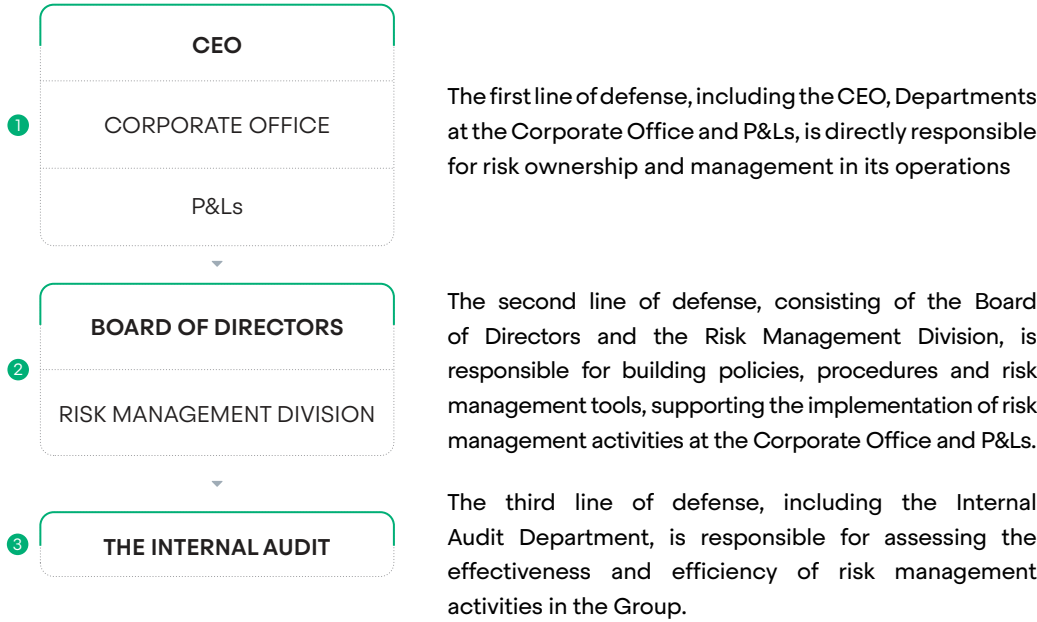 CEO
1
CORPORATE OFFICE
P&Ls
The first line of defense, including the CEO, Departments
at the Corporate Office and P&Ls, is directly responsible
for risk ownership and management in its operations
BOARD OF DIRECTORS
2
RISK MANAGEMENT DIVISION
The second line of defense, consisting of the Board
of Directors and the Risk Management Division, is
responsible for building policies, procedures and risk
management tools, supporting the implementation of risk
management activities at the Corporate Office and P&Ls.
3
THE INTERNAL AUDIT
The third line of defense, including the Internal
Audit Department, is responsible for assessing the
effectiveness and efficiency of risk management
activities in the Group.